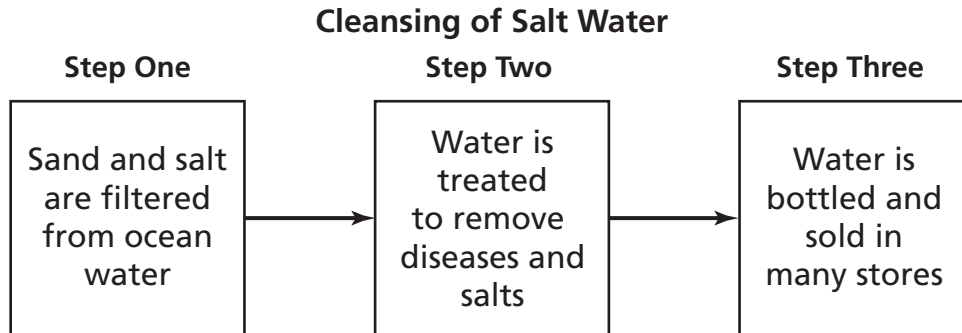 Cleansing of Salt Water
Step One
Step Two
Step Three
Sand and salt
are filtered
from ocean
water
Water is
treated
to remove
diseases and
salts
Water is
bottled and
sold in
many stores